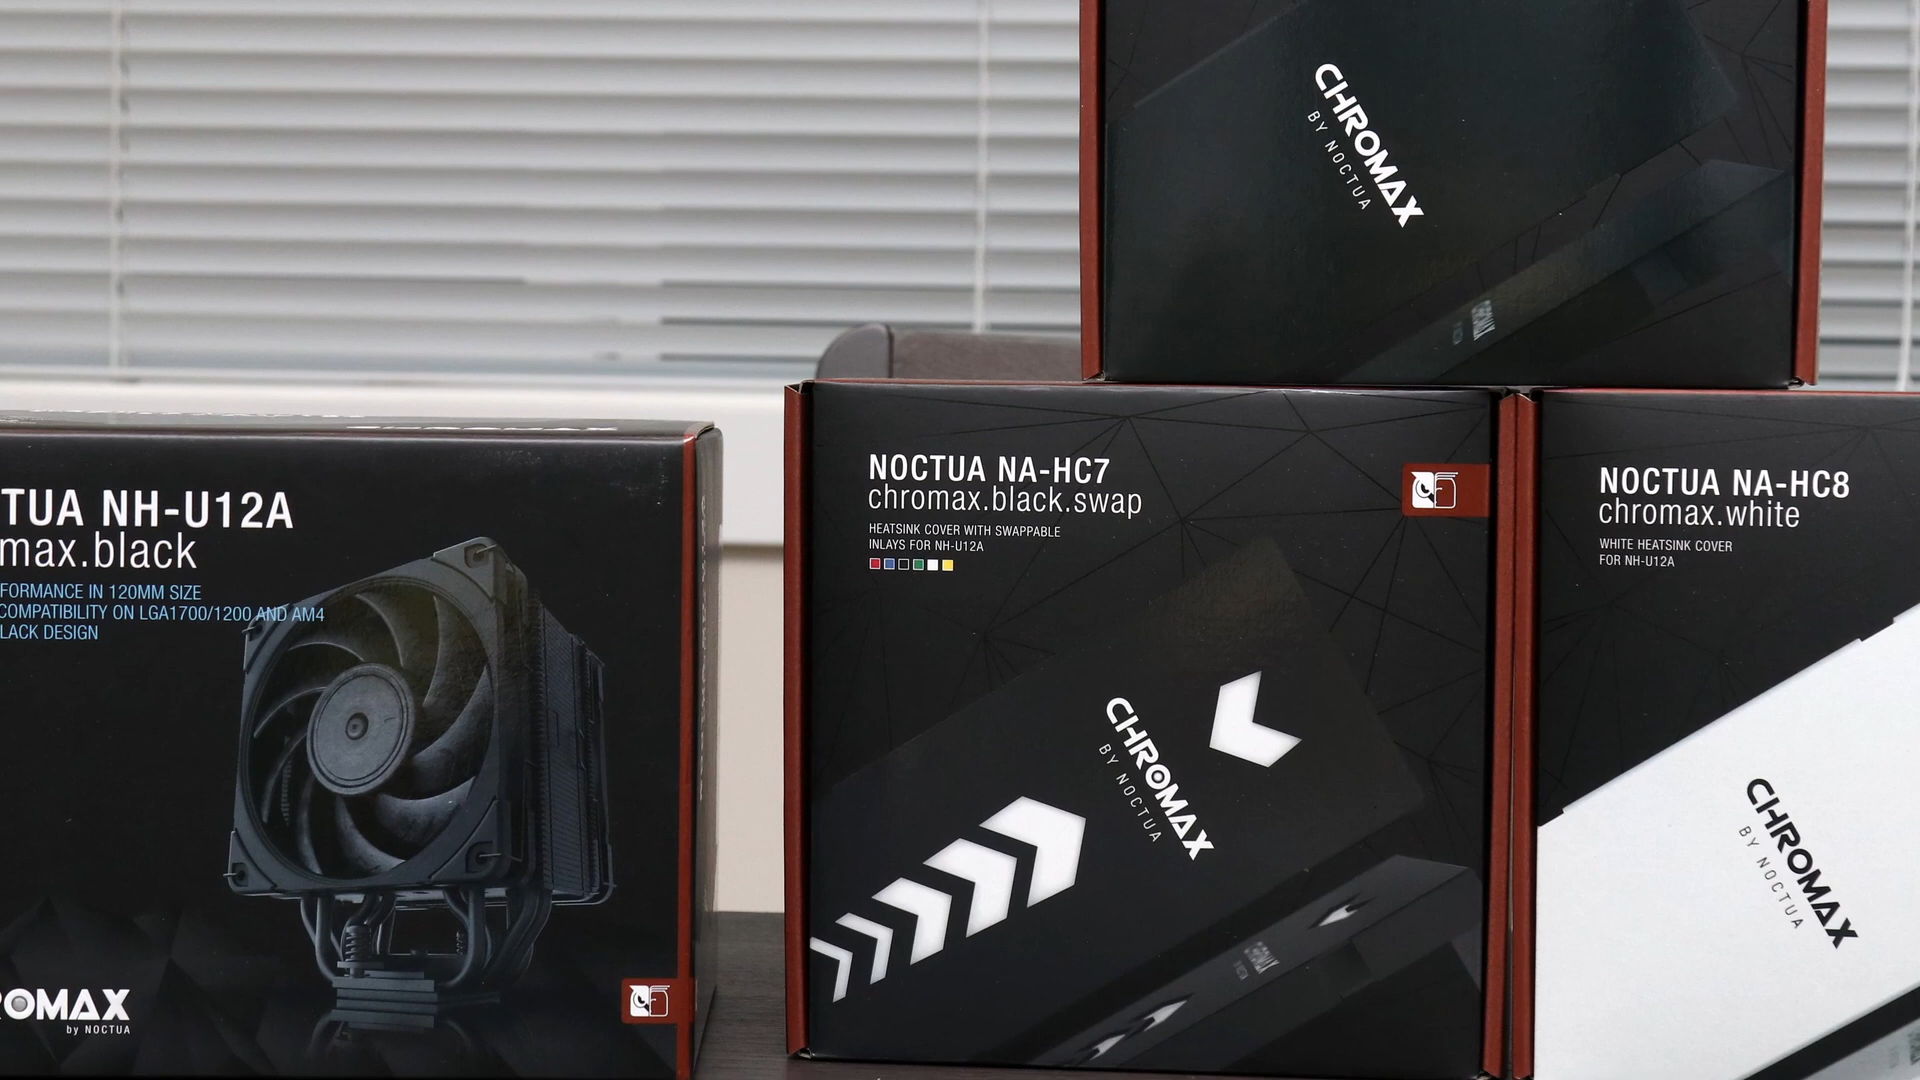 CHROMAX
BY NOCTUA
TUA NH-U12A
max.black
FORMANCE IN 120MM SIZE
COMPATIBILITY ON LGA1700/1200 AND AM4
LACK DESIGN
ROMAX
by NOCTUA
NOCTUA NA-HC7
chromax.black.swap
HEATSINK COVER WITH SWAPPABLE
INLAYS FOR NH-U12A
CHROMAX
BY NOCTUA
NOCTUA NA-HC8
chromax.white
WHITE HEATSINK COVER
FOR NH-U12A
CHROMAX
BY NOCTUA